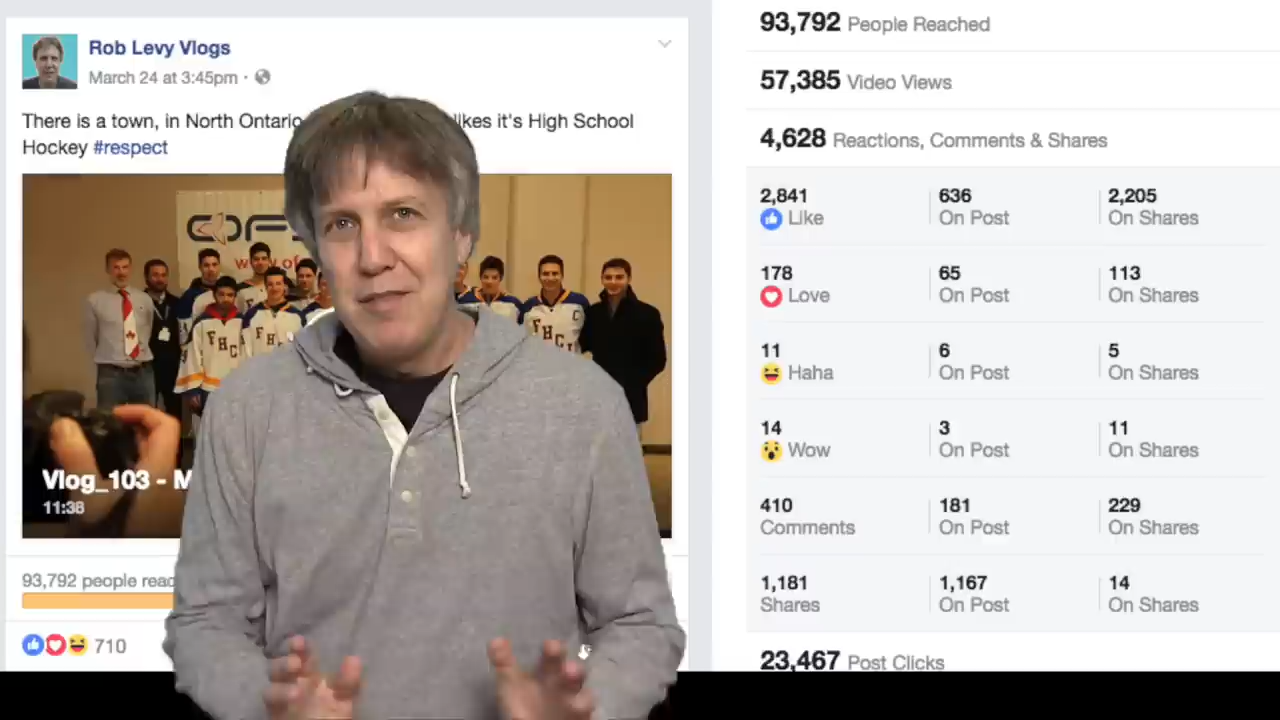 Rob Levy Vlogs
March 24 at 3:45pm ·
There is a town, in North Ontario likes it's High School
Hockey #respect
FHCI
FHC
FHCI
C
Vlog_103 - M
11:38
93,792 people reac
710
93,792 People Reached
57,385 Video Views
4,628 Reactions, Comments & Shares
2,841 636 2,205
Like On Post On Shares
178 65 113
Love On Post On Shares
11 6 5
Haha On Post On Shares
14 3 11
Wow On Post On Shares
410 181 229
Comments On Post On Shares
1,181 1,167 14
Shares On Post On Shares
23,467 Post Clicks